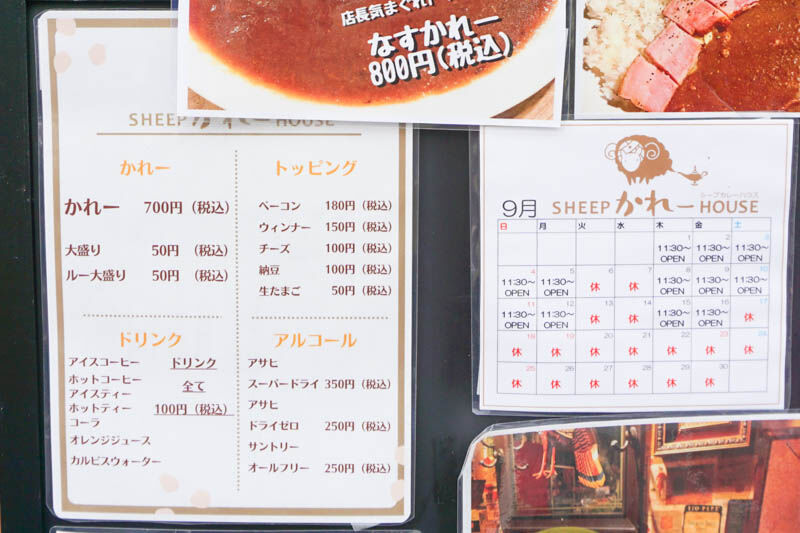 店長気まぐれ
なすかれー
800円(税込)
SHEEP かれー HOUSE
かれー
かれー 700円（税込）
大盛り 50円（税込）
ルー大盛り 50円（税込）
トッピング
ベーコン 180円（税込）
ウィンナー 150円（税込）
チーズ 100円（税込）
納豆 100円（税込）
生たまご 50円（税込）
ドリンク
アイスコーヒー
ホットコーヒー
アイスティー
ホットティー
コーラ
オレンジジュース
カルピスウォーター
ドリンク
全て
100円（税込）
アルコール
アサヒ
スーパードライ 350円（税込）
アサヒ
ドライゼロ 250円（税込）
サントリー
オールフリー 250円（税込）
シープカレーハウス
9月 SHEEP かれー HOUSE
日 月 火 水 木 金 土
1 2 3
11:30～ 11:30～ 11:30～
OPEN OPEN OPEN
4 5 6 7 8 9 10
11:30～ 11:30～ 休 休 11:30～ 11:30～ 11:30～
OPEN OPEN OPEN OPEN OPEN
11 12 13 14 15 16 17
11:30～ 11:30～ 休 休 11:30～ 11:30～ 休
OPEN OPEN OPEN OPEN
18 19 20 21 22 23 24
休 休 休 休 休 休 休
25 26 27 28 29 30
休 休 休 休 休 休